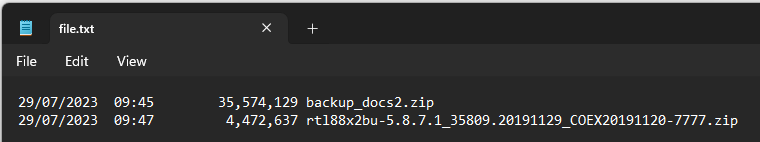 file.txt
File Edit View
29/07/2023 09:45 35,574,129 backup_docs2.zip
29/07/2023 09:47 4,472,637 rtl88x2bu-5.8.7.1_35809.20191129_COEX20191120-7777.zip